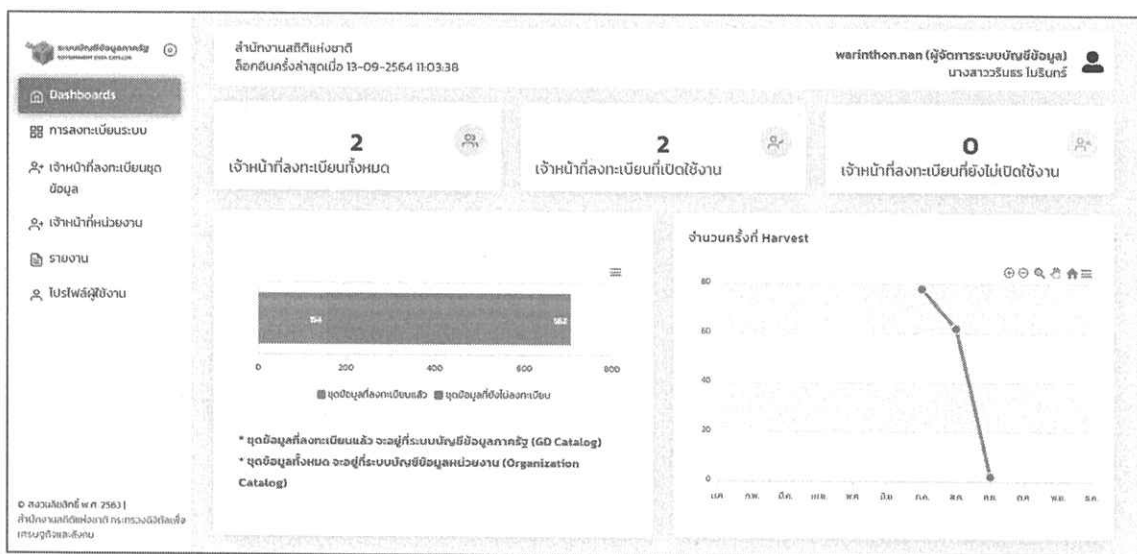 ระบบบัญชีข้อมูลภาครัฐ
GOVERNMENT DATA CATALOG
สำนักงานสถิติแห่งชาติ
ล็อกอินครั้งล่าสุดเมื่อ 13-09-2564 11:03:38
warinthon.nan (ผู้จัดการระบบบัญชีข้อมูล)
นางสาววรินธร โนรินทร์
Dashboards
การลงทะเบียนระบบ
เจ้าหน้าที่ลงทะเบียนชุด
ข้อมูล
เจ้าหน้าที่หน่วยงาน
รายงาน
โปรไฟล์ผู้ใช้งาน
2
เจ้าหน้าที่ลงทะเบียนทั้งหมด
2
เจ้าหน้าที่ลงทะเบียนที่เปิดใช้งาน
0
เจ้าหน้าที่ลงทะเบียนที่ยังไม่เปิดใช้งาน
154 552
0 200 400 600 800
ชุดข้อมูลที่ลงทะเบียนแล้ว ชุดข้อมูลที่ยังไม่ลงทะเบียน
* ชุดข้อมูลที่ลงทะเบียนแล้ว จะอยู่ที่ระบบบัญชีข้อมูลภาครัฐ (GD Catalog)
* ชุดข้อมูลทั้งหมด จะอยู่ที่ระบบบัญชีข้อมูลหน่วยงาน (Organization
Catalog)
จำนวนครั้งที่ Harvest
80
60
40
20
0
ม.ค. ก.พ. มี.ค. เม.ย. พ.ค. มิ.ย. ก.ค. ส.ค. ก.ย. ต.ค. พ.ย. ธ.ค.
© สงวนลิขสิทธิ์ พ.ศ. 2563 |
สำนักงานสถิติแห่งชาติ กระทรวงดิจิทัลเพื่อ
เศรษฐกิจและสังคม